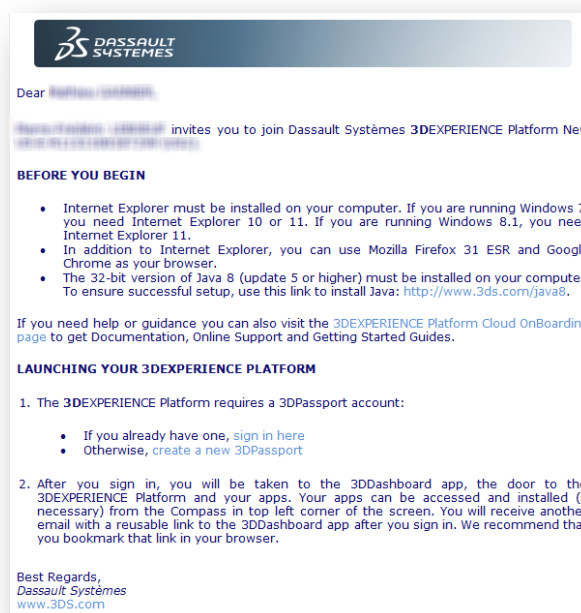 DASSAULT
SYSTEMES
Dear
invites you to join Dassault Systèmes 3DEXPERIENCE Platform
BEFORE YOU BEGIN
• Internet Explorer must be installed on your computer. If you are running Windows
you need Internet Explorer 10 or 11. If you are running Windows 8.1, you
Internet Explorer 11.
• In addition to Internet Explorer, you can use Mozilla Firefox 31 ESR and
Chrome as your browser.
• The 32-bit version of Java 8 (update 5 or higher) must be installed on your
To ensure successful setup, use this link to install Java: http://www.3ds.com/java8.
If you need help or guidance you can also visit the 3DEXPERIENCE Platform Cloud
page to get Documentation, Online Support and Getting Started Guides.
LAUNCHING YOUR 3DEXPERIENCE PLATFORM
1. The 3DEXPERIENCE Platform requires a 3DPassport account:
• If you already have one, sign in here
• Otherwise, create a new 3DPassport
2. After you sign in, you will be taken to the 3DDashboard app, the door to
3DEXPERIENCE Platform and your apps. Your apps can be accessed and installed (
necessary) from the Compass in top left corner of the screen. You will receive
email with a reusable link to the 3DDashboard app after you sign in. We recommend
you bookmark that link in your browser.
Best Regards,
Dassault Systèmes
www.3DS.com